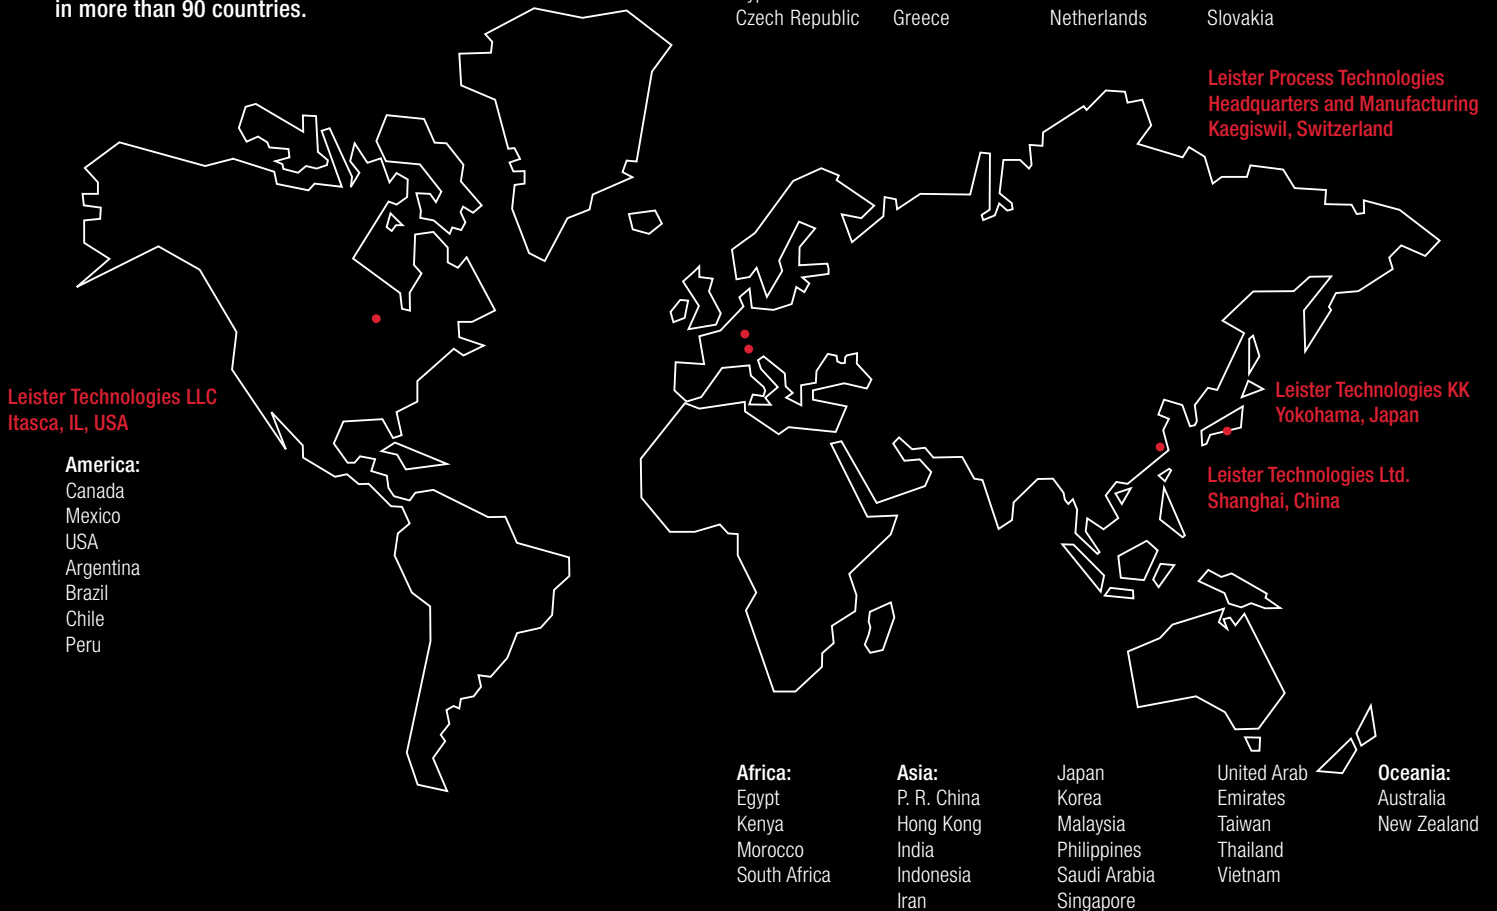 in more than 90 countries.
Czech Republic
Greece
Netherlands
Slovakia
Leister Process Technologies
Headquarters and Manufacturing
Kaegiswil, Switzerland
Leister Technologies LLC
Itasca, IL, USA
America:
Canada
Mexico
USA
Argentina
Brazil
Chile
Peru
Leister Technologies KK
Yokohama, Japan
Leister Technologies Ltd.
Shanghai, China
Africa:
Egypt
Kenya
Morocco
South Africa
Asia:
P. R. China
Hong Kong
India
Indonesia
Iran
Japan
Korea
Malaysia
Philippines
Saudi Arabia
Singapore
United Arab
Emirates
Taiwan
Thailand
Vietnam
Oceania:
Australia
New Zealand